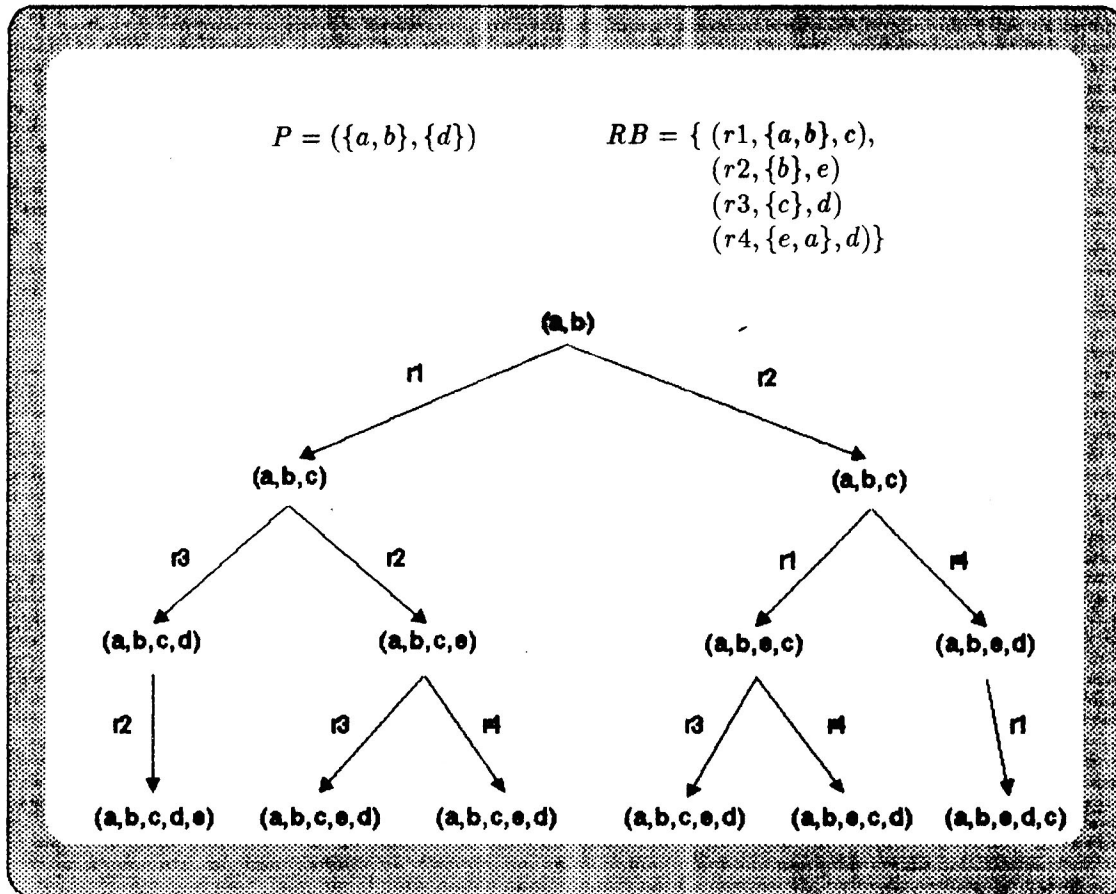 P = ({a, b}, {d}) RB = { (r1, {a, b}, c),
(r2, {b}, e)
(r3, {c}, d)
(r4, {e, a}, d)}
(a,b)
r1 r2
(a,b,c) (a,b,c)
r3 r2 r1 r4
(a,b,c,d) (a,b,c,e) (a,b,e,c) (a,b,e,d)
r2 r3 r4 r3 r4 r1
(a,b,c,d,e) (a,b,c,e,d) (a,b,c,e,d) (a,b,c,e,d) (a,b,e,c,d) (a,b,e,d,c)